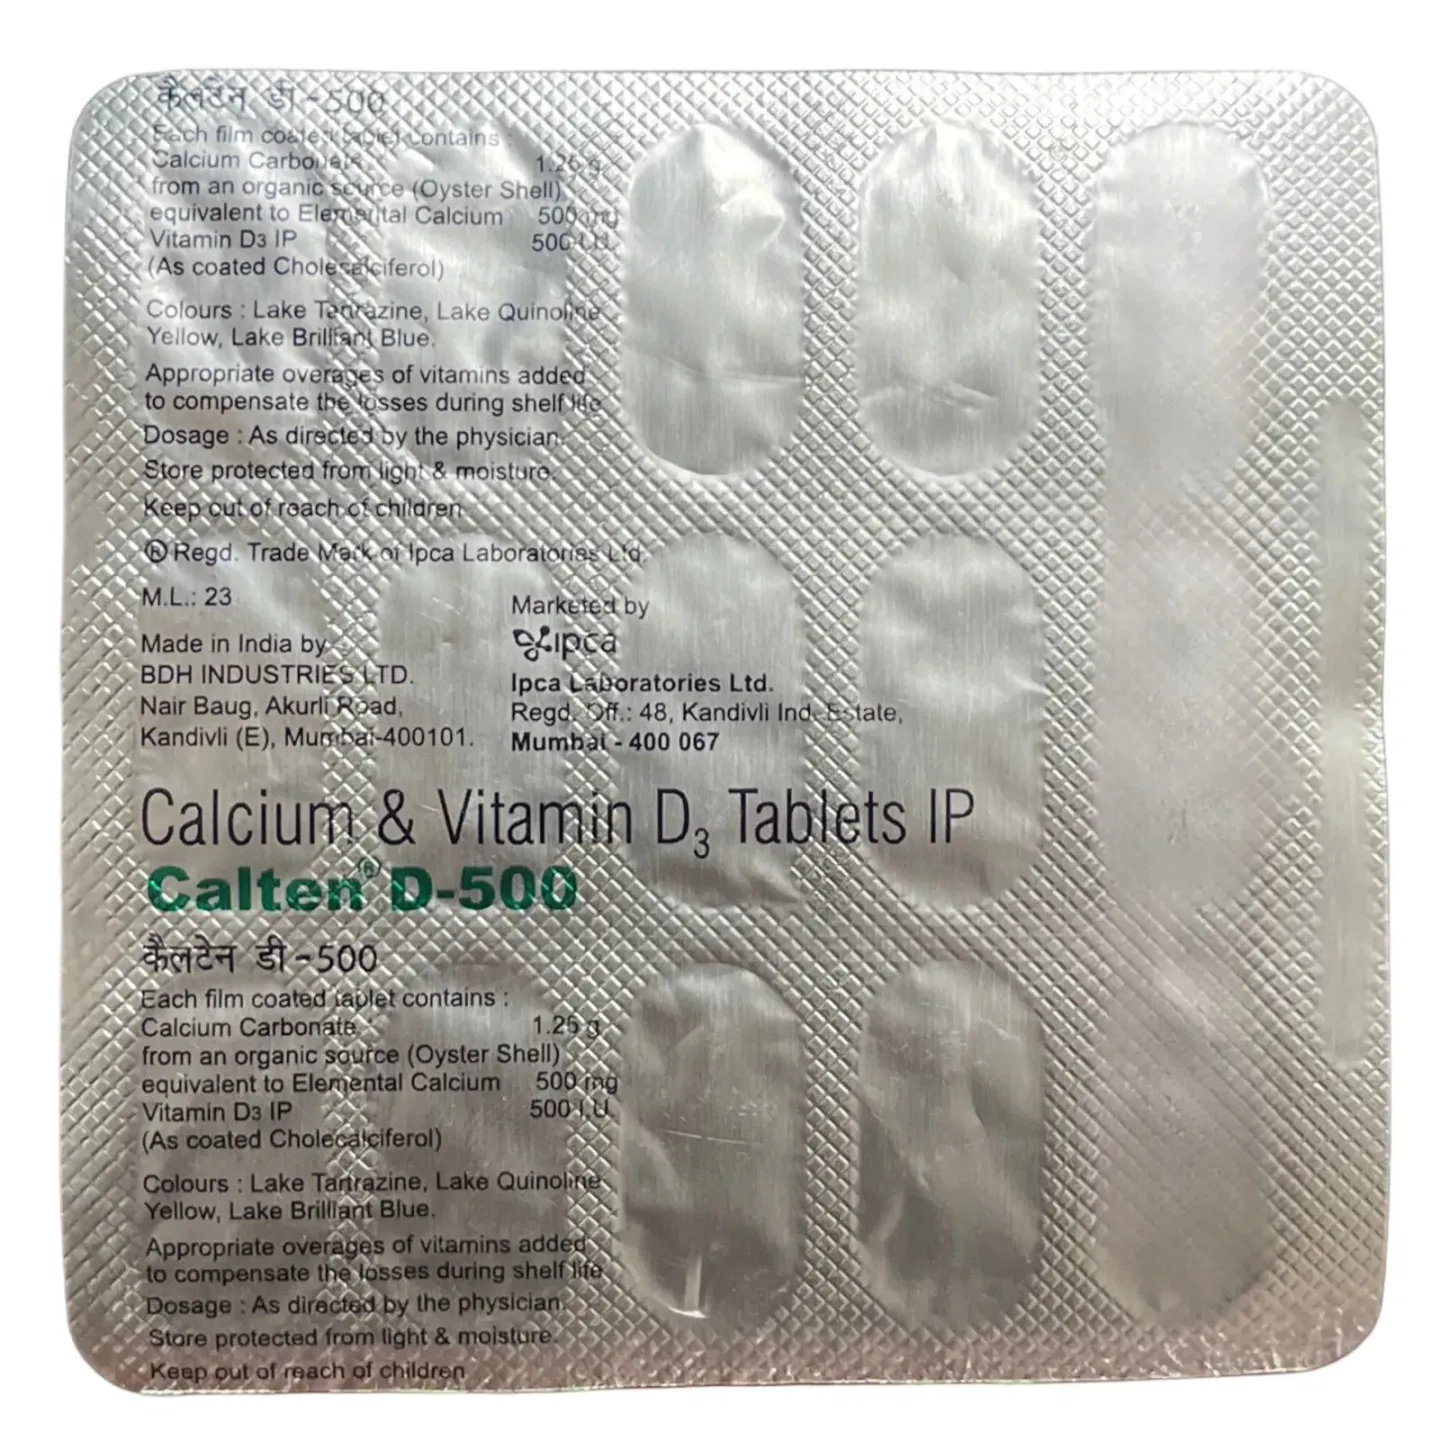 कैलटेन डी-500
Each film coated tablet contains :
Calcium Carbonate 1.25 g
from an organic source (Oyster Shell)
equivalent to Elemental Calcium 500 mg
Vitamin D3 IP 500 I.U.
(As coated Cholecalciferol)
Colours : Lake Tartrazine, Lake Quinoline
Yellow, Lake Brilliant Blue.
Appropriate overages of vitamins added
to compensate the losses during shelf life
Dosage : As directed by the physician.
Store protected from light & moisture.
Keep out of reach of children
® Regd. Trade Mark of Ipca Laboratories Ltd.
M.L.: 23
Made in India by
BDH INDUSTRIES LTD.
Nair Baug, Akurli Road,
Kandivli (E), Mumbai-400101.
Marketed by
ipca
Ipca Laboratories Ltd.
Regd. Off.: 48, Kandivli Ind. Estate,
Mumbai - 400 067
Calcium & Vitamin D3 Tablets IP
Calten® D-500
कैलटेन डी-500
Each film coated tablet contains :
Calcium Carbonate 1.25 g
from an organic source (Oyster Shell)
equivalent to Elemental Calcium 500 mg
Vitamin D3 IP 500 I.U.
(As coated Cholecalciferol)
Colours : Lake Tartrazine, Lake Quinoline
Yellow, Lake Brilliant Blue.
Appropriate overages of vitamins added
to compensate the losses during shelf life
Dosage : As directed by the physician.
Store protected from light & moisture.
Keep out of reach of children